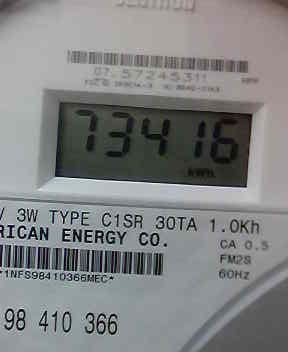 07.57245311
73416
KWH
V 3W TYPE C1SR 30TA 1.0Kh
RICAN ENERGY CO.
CA 0.5
FM2S
60Hz
*1NFS98410366MEC*
98 410 366